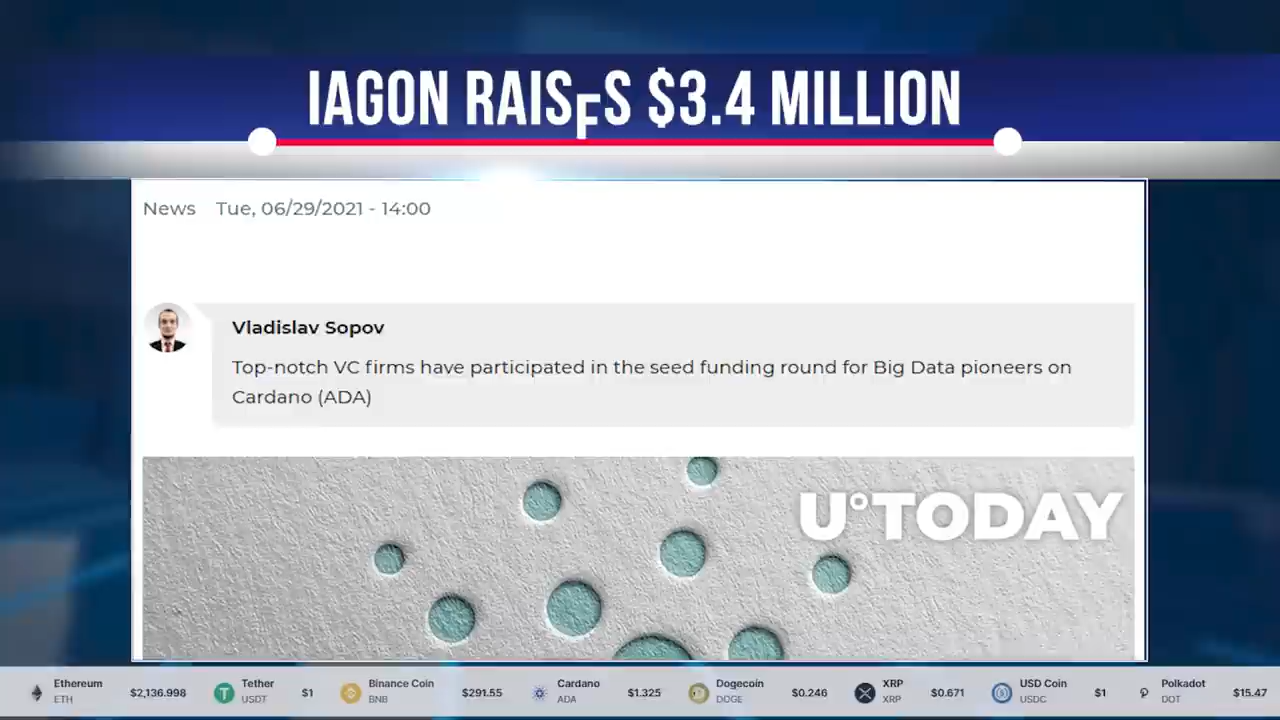 IAGON RAISES $3.4 MILLION
News Tue, 06/29/2021 - 14:00
Vladislav Sopov
Top-notch VC firms have participated in the seed funding round for Big Data pioneers on
Cardano (ADA)
U°TODAY
Ethereum ETH $2,136.998 Tether USDT $1 Binance Coin BNB $291.55 Cardano ADA $1.325 Dogecoin DOGE $0.246 XRP XRP $0.671 USD Coin USDC $1 Polkadot DOT $15.47